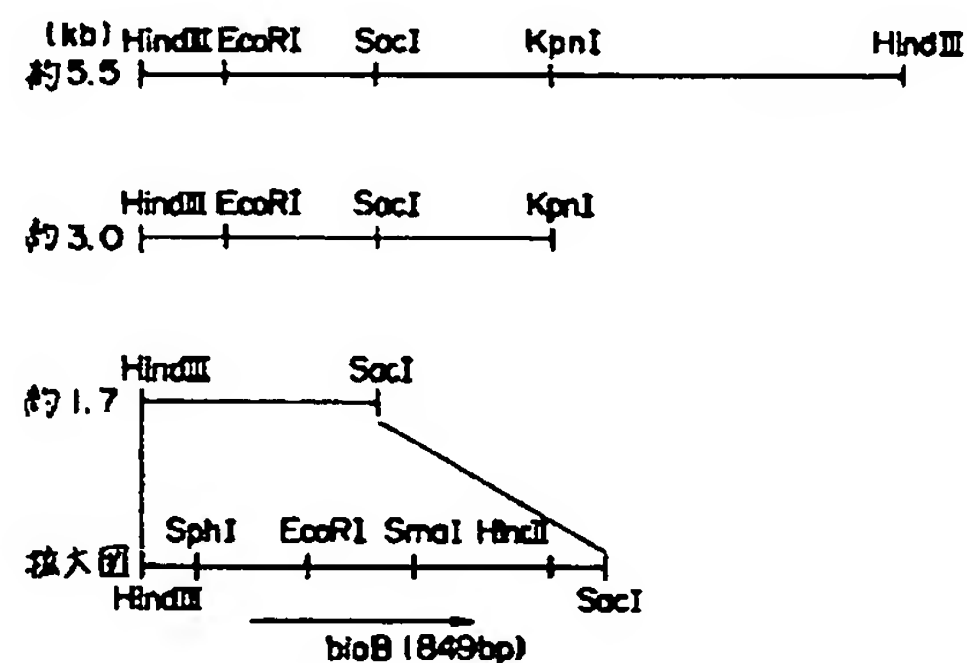 (kb) HindⅢ EcoRI SacI KpnI HindⅢ
約5.5
HindⅢ EcoRI SacI KpnI
約3.0
HindⅢ SacI
約1.7
SphI EcoRI SmaI HincⅡ
拡大図
HindⅢ SacI
bioB (849bp)